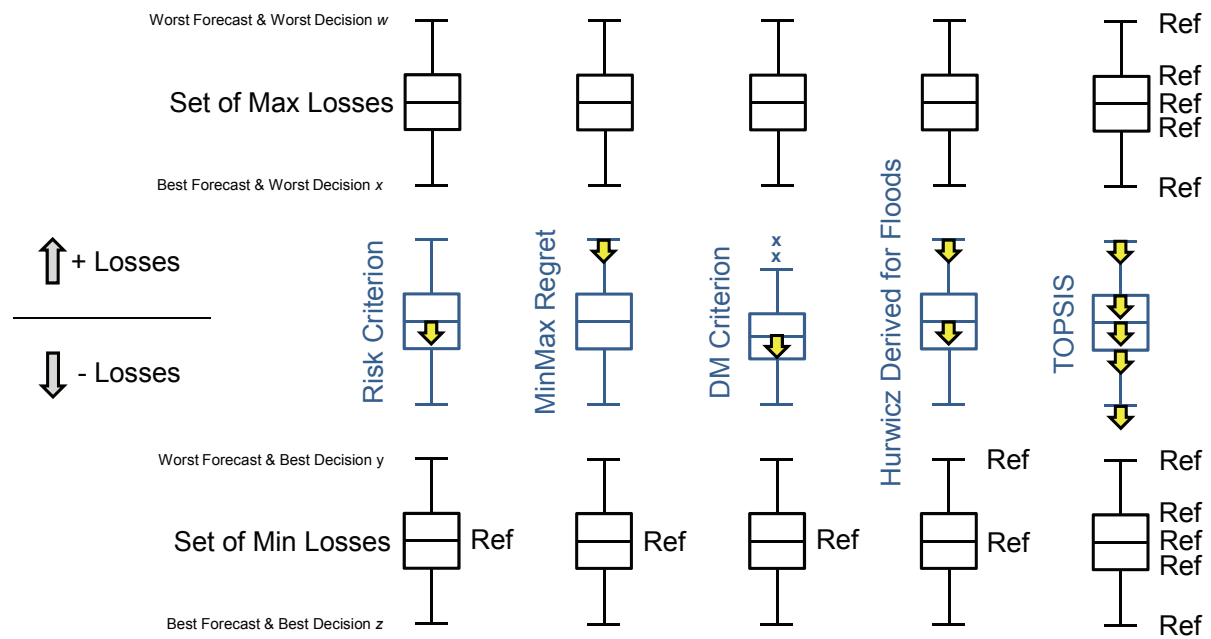 Worst Forecast & Worst Decision w
Ref
Set of Max Losses
Ref
Ref
Ref
Best Forecast & Worst Decision x
Ref
+ Losses
- Losses
Risk Criterion
MinMax Regret
x
x
DM Criterion
Hurwicz Derived for Floods
TOPSIS
Worst Forecast & Best Decision y
Ref
Ref
Set of Min Losses
Ref
Ref
Ref
Ref
Ref
Ref
Ref
Best Forecast & Best Decision z
Ref